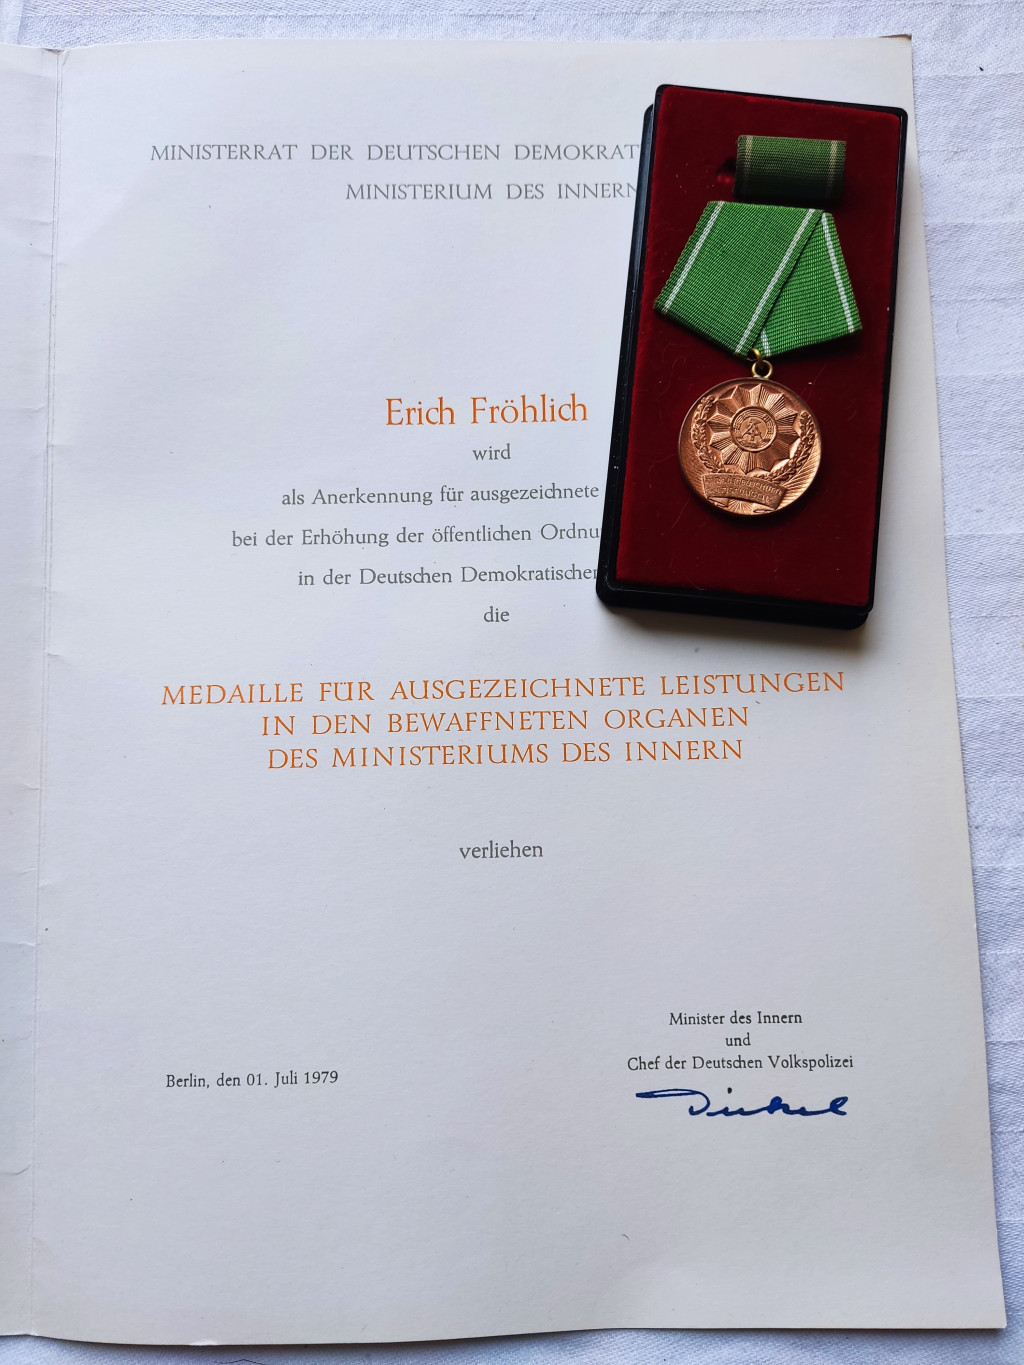 MINISTERRAT DER DEUTSCHEN DEMOKRAT
MINISTERIUM DES INNERN
Erich Fröhlich
wird
als Anerkennung für ausgezeichnete
bei der Erhöhung der öffentlichen Ordnu
in der Deutschen Demokratischen
die
MEDAILLE FÜR AUSGEZEICHNETE LEISTUNGEN
IN DEN BEWAFFNETEN ORGANEN
DES MINISTERIUMS DES INNERN
verliehen
Minister des Innern
und
Chef der Deutschen Volkspolizei
Berlin, den 01. Juli 1979
Dickel